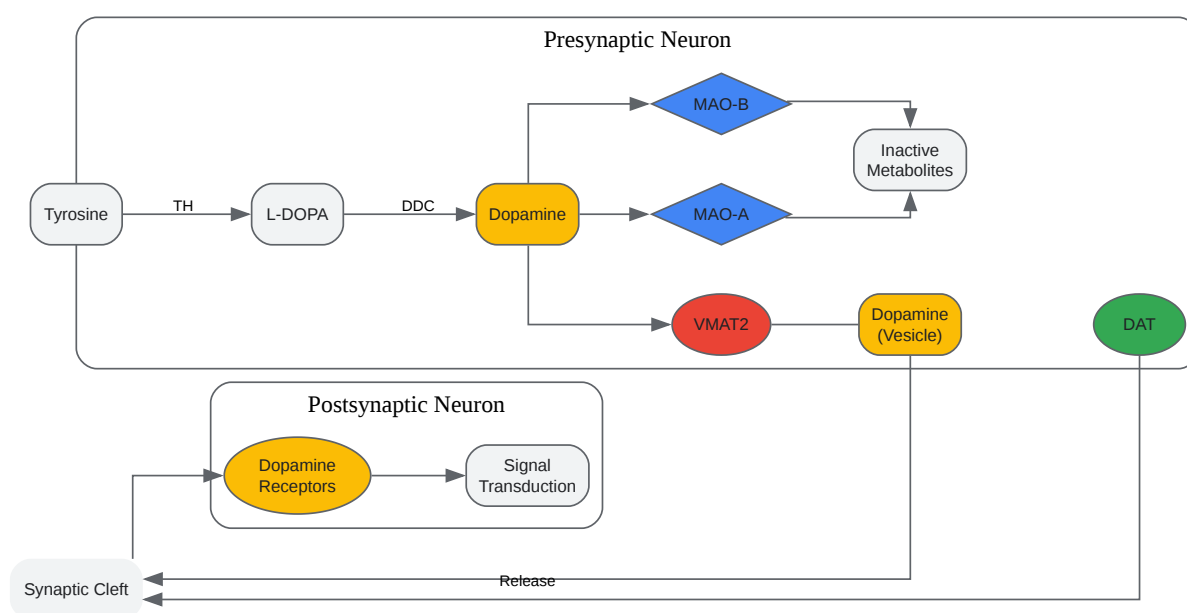 Presynaptic Neuron
MAO-B
Inactive
Metabolites
Tyrosine
TH
L-DOPA
DDC
Dopamine
MAO-A
VMAT2
Dopamine
(Vesicle)
DAT
Postsynaptic Neuron
Dopamine
Receptors
Signal
Transduction
Synaptic Cleft
Release